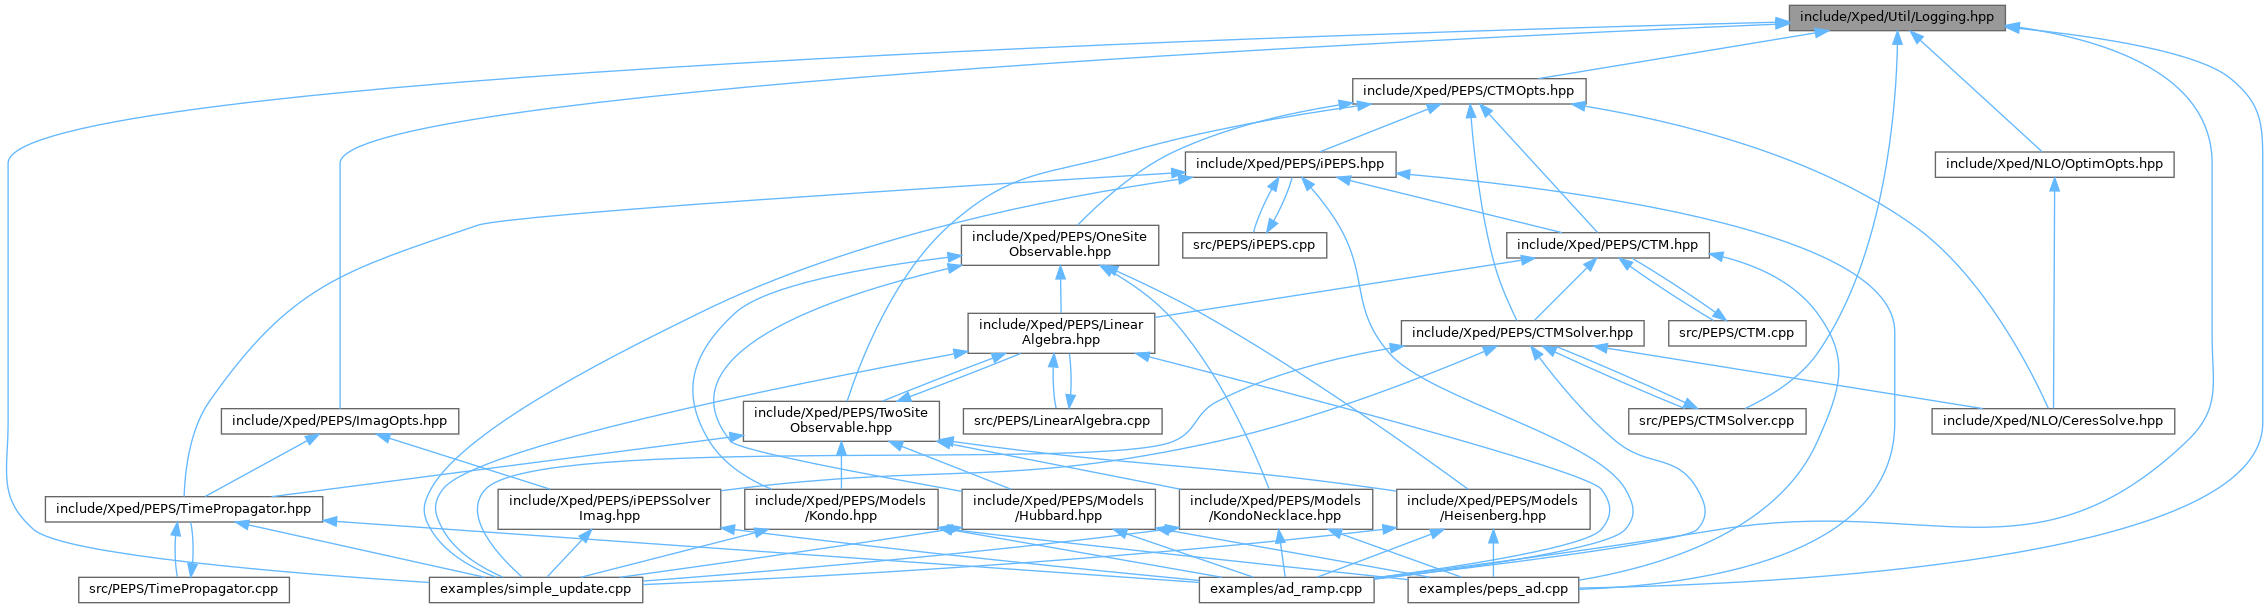 include/Xped/Util/Logging.hpp
include/Xped/PEPS/CTMOpts.hpp
include/Xped/PEPS/iPEPS.hpp
include/Xped/NLO/OptimOpts.hpp
include/Xped/PEPS/OneSite
Observable.hpp
src/PEPS/iPEPS.cpp
include/Xped/PEPS/CTM.hpp
include/Xped/PEPS/Linear
Algebra.hpp
include/Xped/PEPS/CTMSolver.hpp
src/PEPS/CTM.cpp
include/Xped/PEPS/ImagOpts.hpp
include/Xped/PEPS/TwoSite
Observable.hpp
src/PEPS/LinearAlgebra.cpp
src/PEPS/CTMSolver.cpp
include/Xped/NLO/CeresSolve.hpp
include/Xped/PEPS/TimePropagator.hpp
include/Xped/PEPS/iPEPSSolver
Imag.hpp
include/Xped/PEPS/Models
/Kondo.hpp
include/Xped/PEPS/Models
/Hubbard.hpp
include/Xped/PEPS/Models
/KondoNecklace.hpp
include/Xped/PEPS/Models
/Heisenberg.hpp
src/PEPS/TimePropagator.cpp
examples/simple_update.cpp
examples/ad_ramp.cpp
examples/peps_ad.cpp